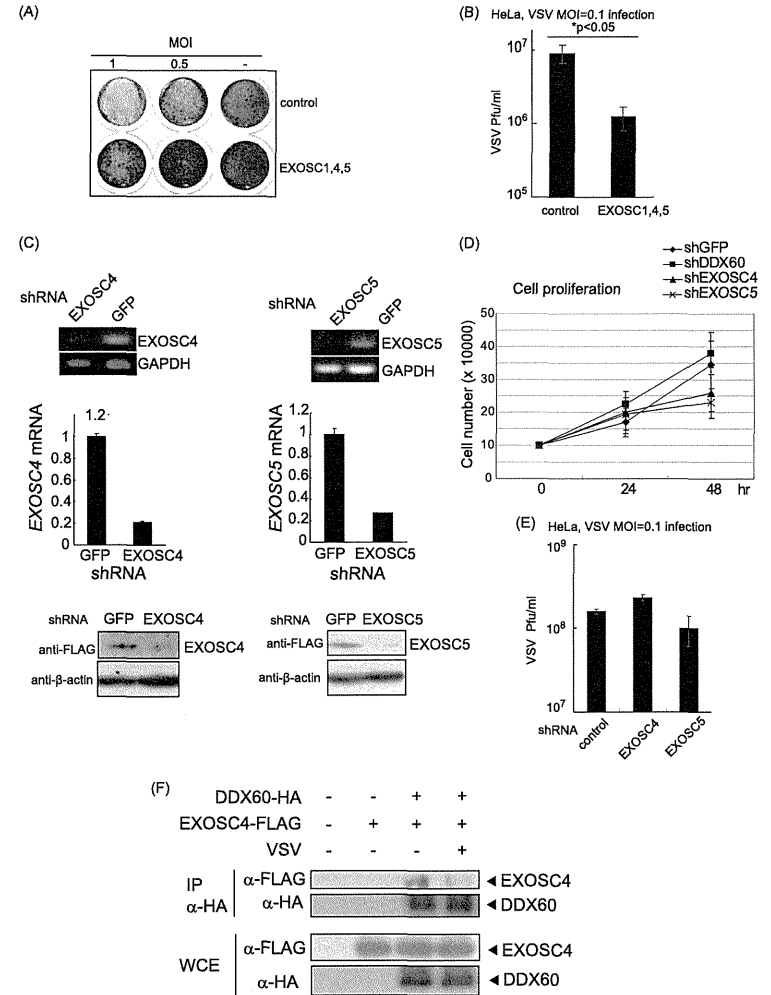 (A)
MOI
1 0.5 -
control
EXOSC1,4,5
(B) HeLa, VSV MOI=0.1 infection
*p<0.05
VSV Pfu/ml
10⁷
10⁶
10⁵
control EXOSC1,4,5
(C)
shRNA EXOSC4 GFP
EXOSC4
GAPDH
EXOSC4 mRNA
1.2
1
0.8
0.6
0.4
0.2
0
GFP EXOSC4
shRNA
shRNA GFP EXOSC4
anti-FLAG EXOSC4
anti-β-actin
shRNA EXOSC5 GFP
EXOSC5
GAPDH
EXOSC5 mRNA
1.2
1
0.8
0.6
0.4
0.2
0
GFP EXOSC5
shRNA
shRNA GFP EXOSC5
anti-FLAG EXOSC5
anti-β-actin
(D)
shGFP
shDDX60
shEXOSC4
shEXOSC5
Cell proliferation
Cell number (x 10000)
50
40
30
20
10
0
0 24 48 hr
(E) HeLa, VSV MOI=0.1 infection
VSV Pfu/ml
10⁹
10⁸
10⁷
shRNA control EXOSC4 EXOSC5
(F)
DDX60-HA - - + +
EXOSC4-FLAG - + + +
VSV - - - +
IP α-HA
α-FLAG EXOSC4
α-HA DDX60
WCE
α-FLAG EXOSC4
α-HA DDX60